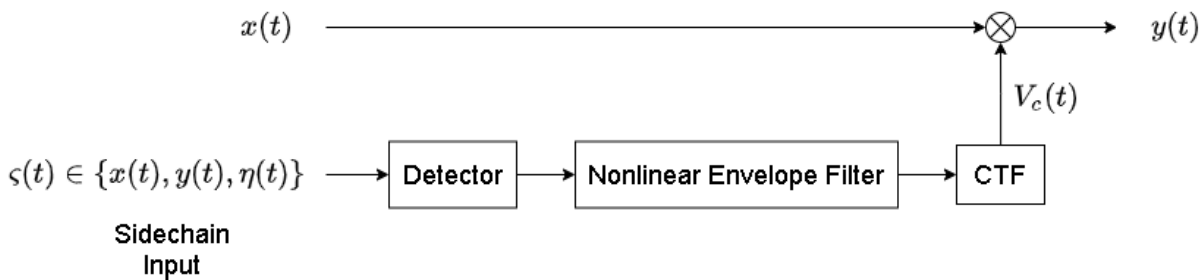 x(t)
y(t)
V_c(t)
ς(t) ∈ {x(t), y(t), η(t)}
Detector
Nonlinear Envelope Filter
CTF
Sidechain
Input